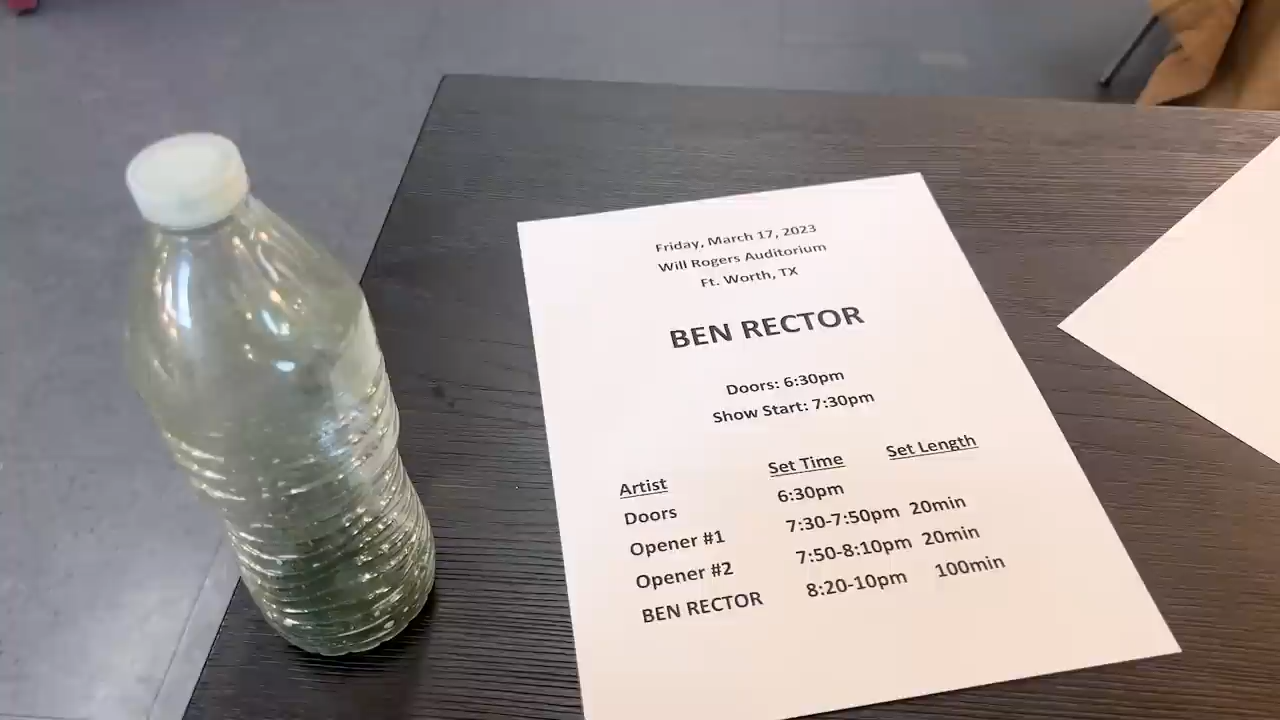 Friday, March 17, 2023
Will Rogers Auditorium
Ft. Worth, TX
BEN RECTOR
Doors: 6:30pm
Show Start: 7:30pm
Artist Set Time Set Length
Doors 6:30pm
Opener #1 7:30-7:50pm 20min
Opener #2 7:50-8:10pm 20min
BEN RECTOR 8:20-10pm 100min